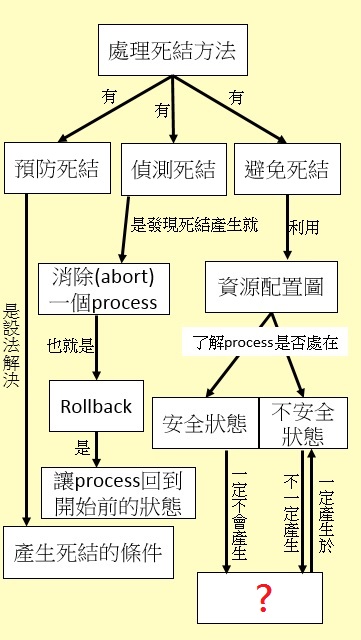 處理死結方法
有
有
有
預防死結
偵測死結
避免死結
是發現死結產生就
利用
消除(abort)
一個process
資源配置圖
是設法解決
也就是
了解process是否處在
Rollback
安全狀態
不安全
狀態
是
讓process回到
開始前的狀態
一定不會產生
不一定產生
一定產生於
產生死結的條件
?